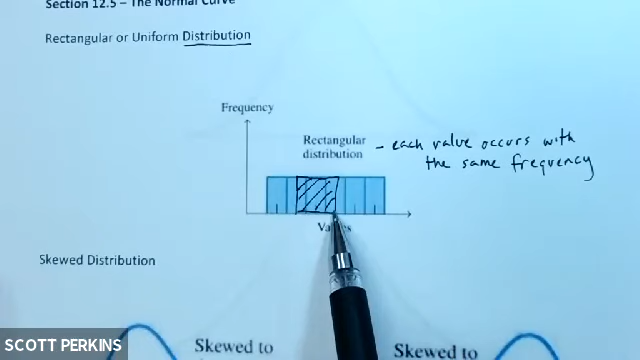 Section 12.5 – The Normal Curve
Rectangular or Uniform Distribution
Frequency
Rectangular
distribution
– each value occurs with
the same frequency
Skewed Distribution
Skewed to
Skewed to
SCOTT PERKINS